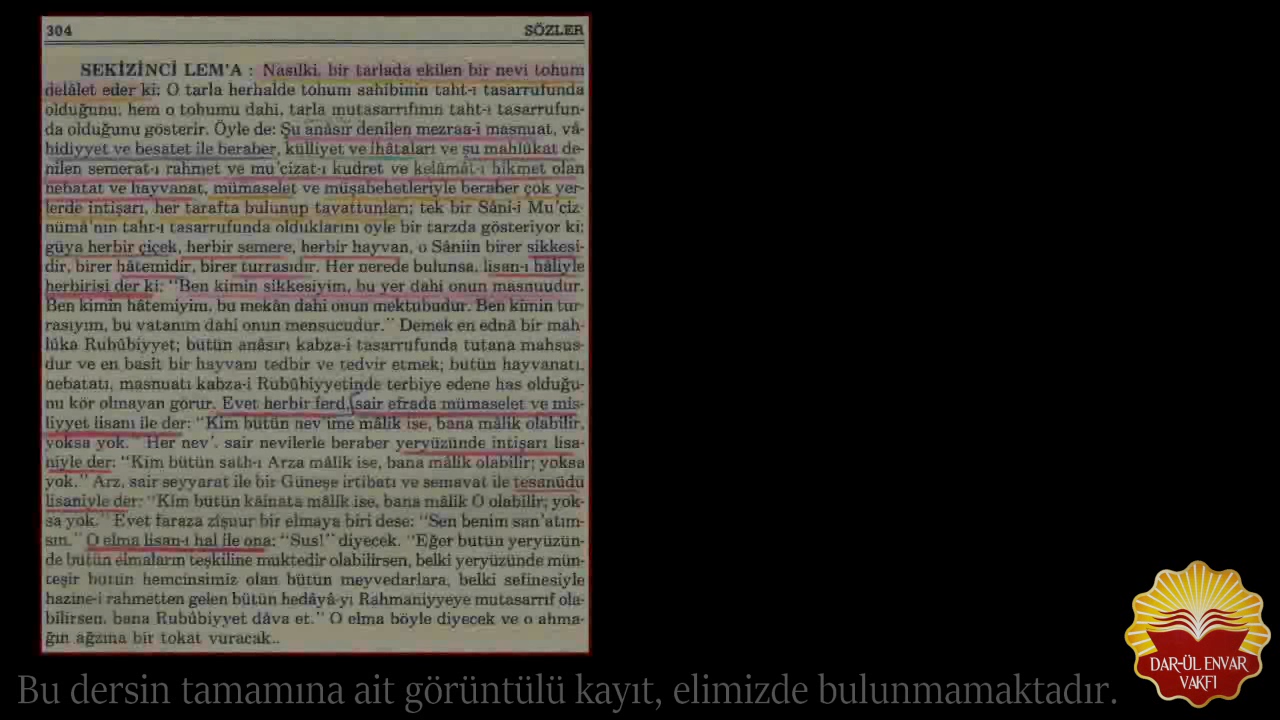 304 SÖZLER
SEKİZİNCİ LEM'A : Nasılki, bir tarlada ekilen bir nevi tohum
delâlet eder ki: O tarla herhalde tohum sahibinin taht-ı tasarrufunda
olduğunu, hem o tohumu dahi, tarla mutasarrıfının taht-ı tasarrufun-
da olduğunu gösterir. Öyle de: Şu anâsır denilen mezraa-i masnuat, vâ-
hidiyyet ve besatet ile beraber, külliyet ve ihâtaları ve şu mahlûkat de-
nilen semerat-ı rahmet ve mu'cizat-ı kudret ve kelâmât-ı hikmet olan
nebatat ve hayvanat, mümaselet ve müşabehetleriyle beraber çok yer-
lerde intişarı, her tarafta bulunup tavattunları; tek bir Sâni-i Mu'ciz-
nümâ'nın taht-ı tasarrufunda olduklarını öyle bir tarzda gösteriyor ki;
güya herbir çiçek, herbir semere, herbir hayvan, o Sâniin birer sikkesi-
dir, birer hâtemidir, birer turrasıdır. Her nerede bulunsa, lisan-ı hâliyle
herbirisi der ki: "Ben kimin sikkesiyim, bu yer dahi onun masnuudur.
Ben kimin hâtemiyim, bu mekân dahi onun mektubudur. Ben kimin tur-
rasıyım, bu vatanım dahi onun mensucudur." Demek en ednâ bir mah-
lûka Rubûbiyyet; bütün anâsırı kabza-i tasarrufunda tutana mahsus-
dur ve en basit bir hayvanı tedbir ve tedvir etmek; bütün hayvanatı,
nebatatı, masnuatı kabza-i Rubûbiyyetinde terbiye edene has olduğu-
nu kör olmayan görür. Evet herbir ferd, sair efrada mümaselet ve mis-
liyyet lisanı ile der: "Kim bütün nev'ime mâlik ise, bana mâlik olabilir,
yoksa yok." Her nev', sair nevilerle beraber yeryüzünde intişarı lisa-
niyle der: "Kim bütün sath-ı Arza mâlik ise, bana mâlik olabilir; yoksa
yok." Arz, sair seyyarat ile bir Güneşe irtibatı ve semavat ile tesanüdü
lisaniyle der: "Kim bütün kâinata mâlik ise, bana mâlik O olabilir, yok-
sa yok." Evet faraza zîşuur bir elmaya biri dese: "Sen benim san'atım-
sın." O elma lisan-ı hal ile ona: "Sus!" diyecek. "Eğer bütün yeryüzün-
de bütün elmaların teşkiline muktedir olabilirsen, belki yeryüzünde mün-
teşir bütün hemcinsimiz olan bütün meyvedarlara, belki sefinesiyle
hazine-i rahmetten gelen bütün hedâyâ-yı Rahmaniyyeye mutasarrıf ola-
bilirsen, bana Rubûbiyyet dâva et." O elma böyle diyecek ve o ahma-
ğın ağzına bir tokat vuracak..
DAR-ÜL ENVAR
VAKFI
Bu dersin tamamına ait görüntülü kayıt, elimizde bulunmamaktadır.